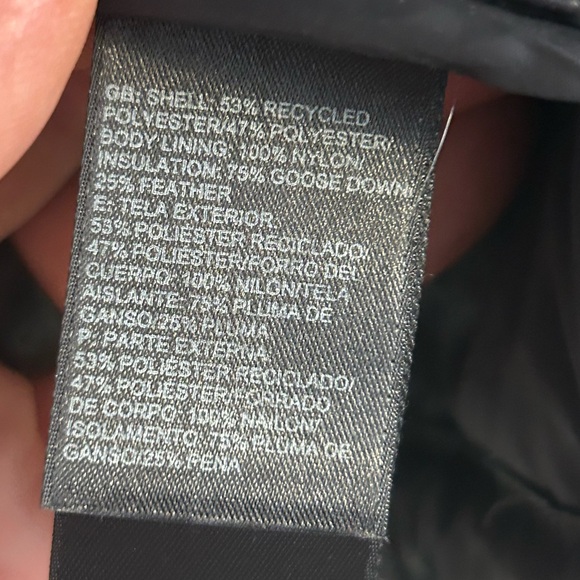 GB: SHELL: 53% RECYCLED
POLYESTER/47% POLYESTER/
BODY LINING: 100% NYLON/
INSULATION: 75% GOOSE DOWN/
25% FEATHER
E: TELA EXTERIOR.
53% POLIESTER RECICLADO/
47% POLIESTER/FORRO DEL
CUERPO: 100% NILON/TELA
AISLANTE: 75% PLUMA DE
GANSO/25% PLUMA
P: PARTE EXTERNA
53% POLIESTER RECICLADO/
47% POLIESTER/FORRADO
DE CORPO: 100% NAILON/
ISOLAMENTO: 75% PLUMA DE
GANSO/25% PENA